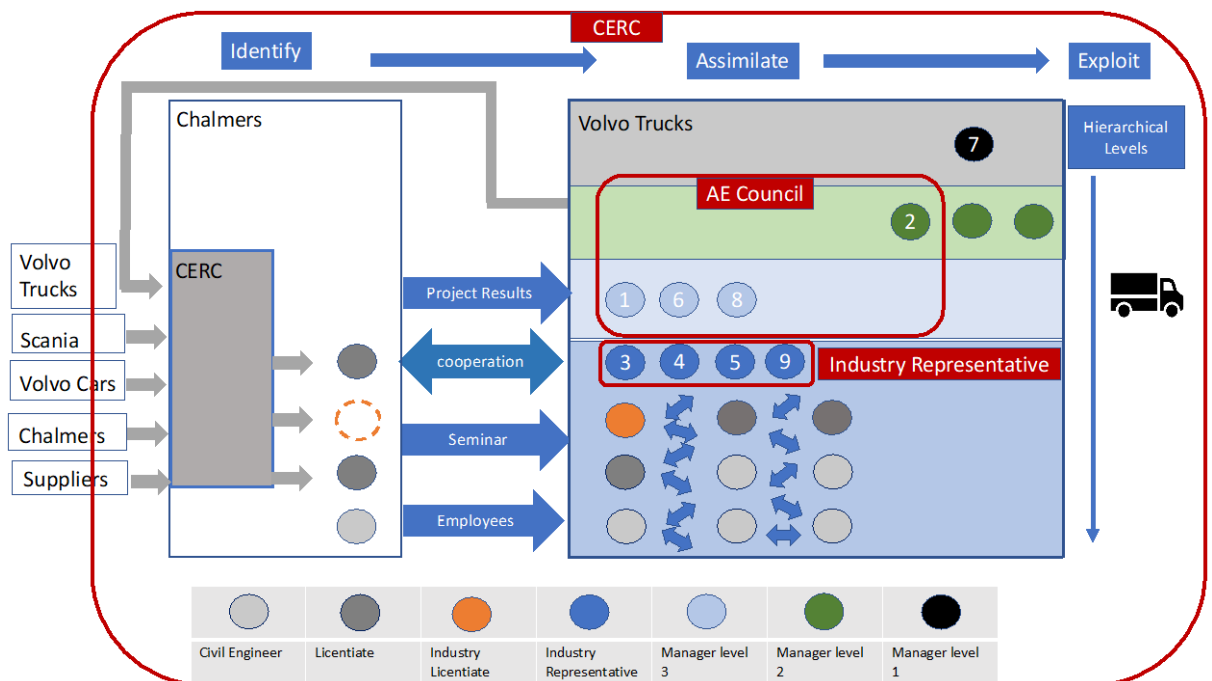 CERC
Identify
Assimilate
Exploit
Chalmers
Volvo Trucks
Hierarchical
Levels
7
AE Council
2
Volvo
Trucks
CERC
Project Results
1 6 8
Scania
cooperation
3 4 5 9
Industry Representative
Volvo Cars
Chalmers
Seminar
Suppliers
Employees
Civil Engineer
Licentiate
Industry
Licentiate
Industry
Representative
Manager level
3
Manager level
2
Manager level
1